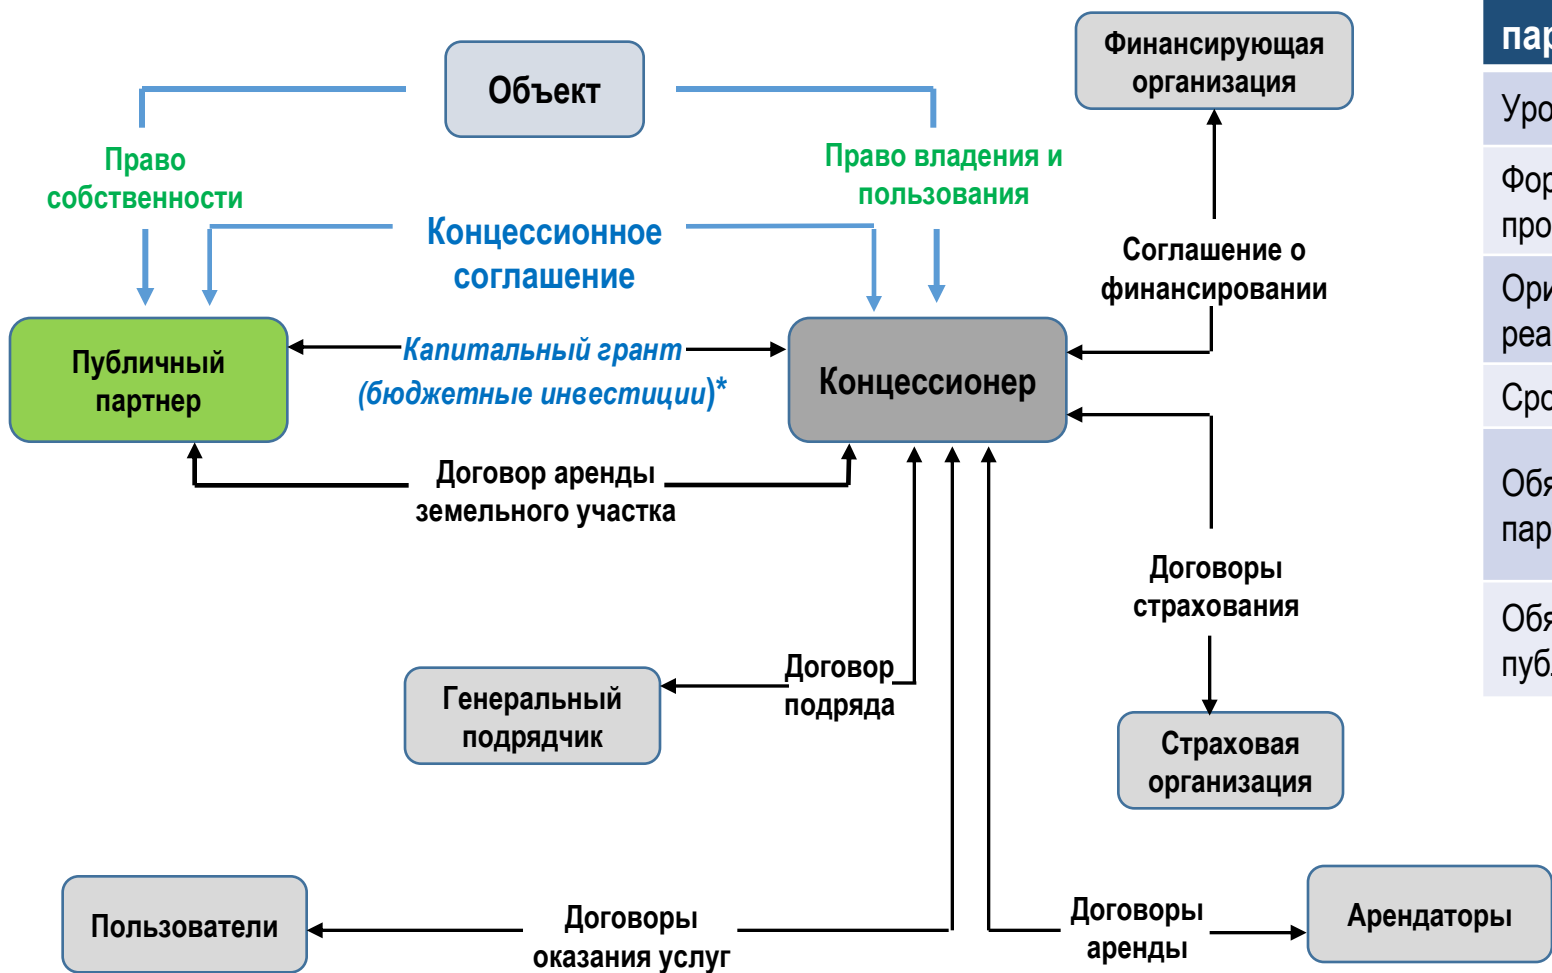 Объект
Финансирующая
организация
Право
собственности
Право владения и
пользования
Концессионное
соглашение
Соглашение о
финансировании
Публичный
партнер
Капитальный грант
(бюджетные инвестиции)*
Концессионер
Договор аренды
земельного участка
Договоры
страхования
Генеральный
подрядчик
Договор
подряда
Страховая
организация
Пользователи
Договоры
оказания услуг
Договоры
аренды
Арендаторы